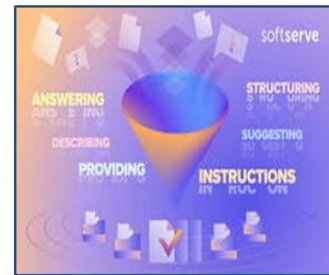 softserve
ANSWERING
STRUCTURING
DESCRIBING
SUGGESTING
PROVIDING
INSTRUCTIONS